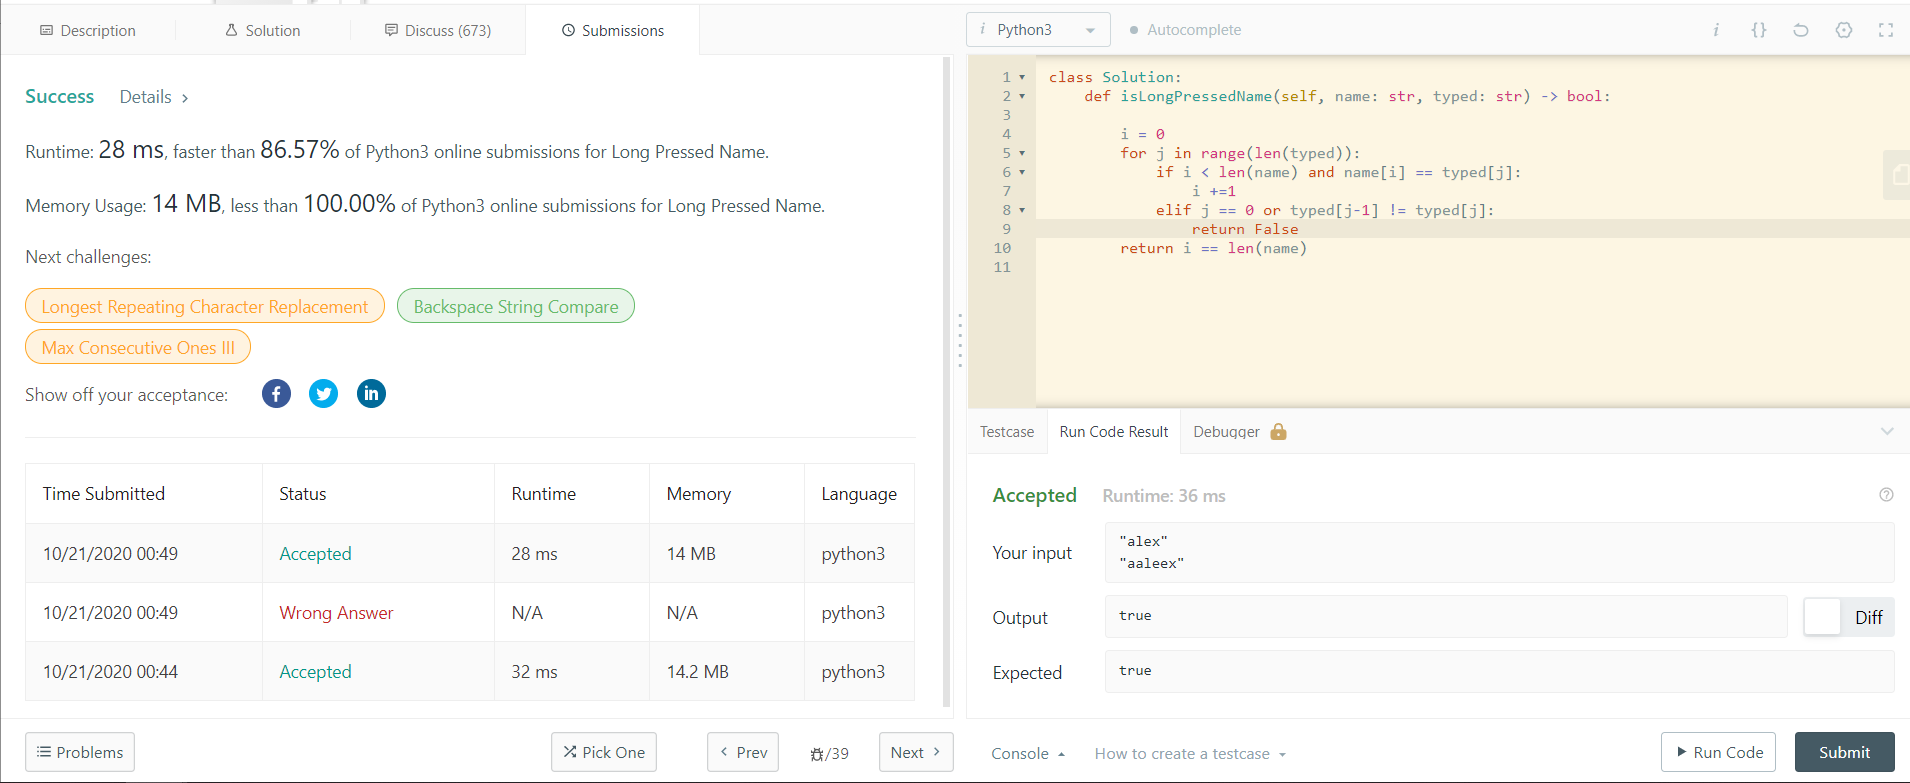 Description
Solution
Discuss (673)
Submissions
Success
Details >
Runtime: 28 ms, faster than 86.57% of Python3 online submissions for Long Pressed Name.
Memory Usage: 14 MB, less than 100.00% of Python3 online submissions for Long Pressed Name.
Next challenges:
Longest Repeating Character Replacement
Backspace String Compare
Max Consecutive Ones III
Show off your acceptance:
Time Submitted Status Runtime Memory Language
10/21/2020 00:49 Accepted 28 ms 14 MB python3
10/21/2020 00:49 Wrong Answer N/A N/A python3
10/21/2020 00:44 Accepted 32 ms 14.2 MB python3
Problems
Pick One
< Prev
/39
Next >
i Python3
Autocomplete
i {}
1 class Solution:
2     def isLongPressedName(self, name: str, typed: str) -> bool:
3
4         i = 0
5         for j in range(len(typed)):
6             if i < len(name) and name[i] == typed[j]:
7                 i +=1
8             elif j == 0 or typed[j-1] != typed[j]:
9                 return False
10         return i == len(name)
11
Testcase
Run Code Result
Debugger
Accepted Runtime: 36 ms
Your input
"alex"
"aaleex"
Output
true
Diff
Expected
true
Console
How to create a testcase
Run Code
Submit